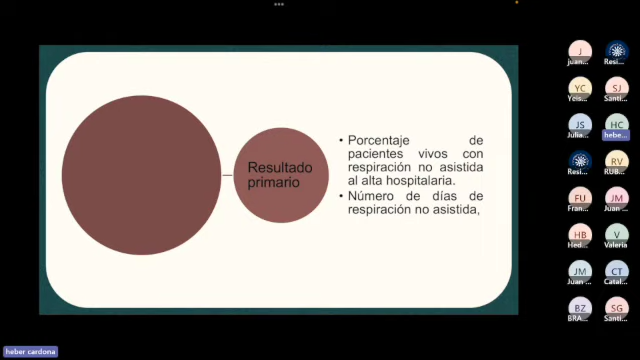 Resultado
primario
• Porcentaje de
pacientes vivos con
respiración no asistida
al alta hospitalaria.
• Número de días de
respiración no asistida,
J
juan...
Resi...
YC
Yeis...
SJ
Santi...
JS
Julia...
HC
hebe...
Resi...
RV
RUB...
FU
Fran...
JM
Juan ...
HB
Hed...
V
Valeria
JM
Juan ...
CT
Catal...
BZ
BRA...
SG
Santi...
heber cardona